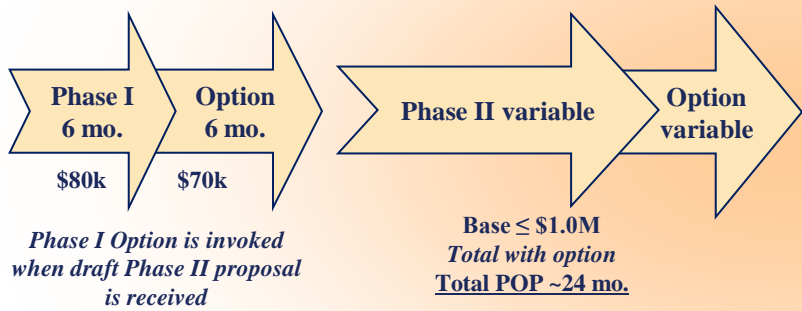 Phase I
6 mo.
Option
6 mo.
$80k
$70k
Phase I Option is invoked
when draft Phase II proposal
is received
Phase II variable
Option
variable
Base ≤ $1.0M
Total with option
Total POP ~24 mo.